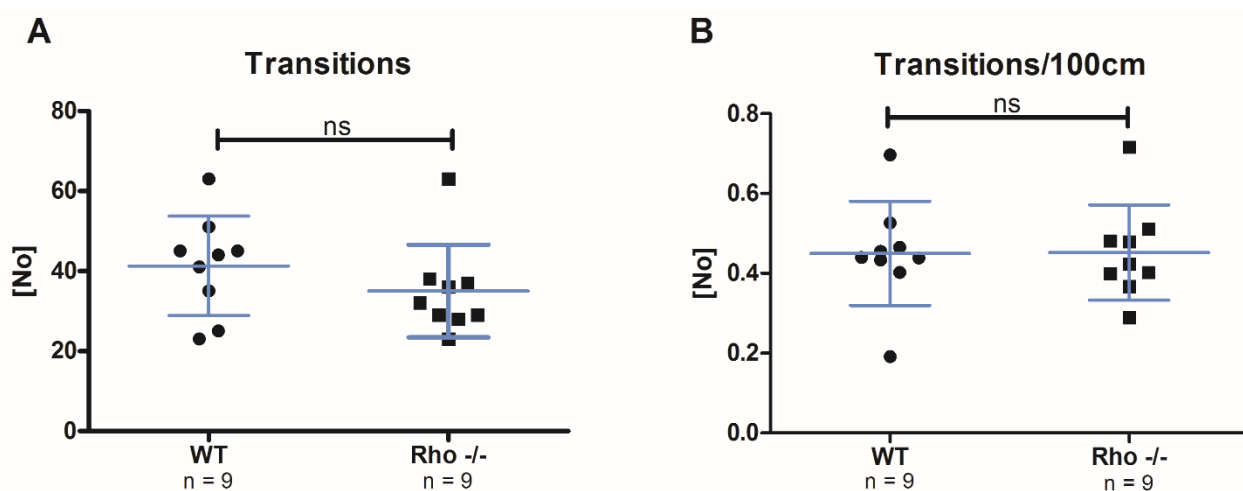 A
Transitions
80
60
40
20
0
[No]
ns
WT
n = 9
Rho -/-
n = 9
B
Transitions/100cm
0.8
0.6
0.4
0.2
0.0
[No]
ns
WT
n = 9
Rho -/-
n = 9